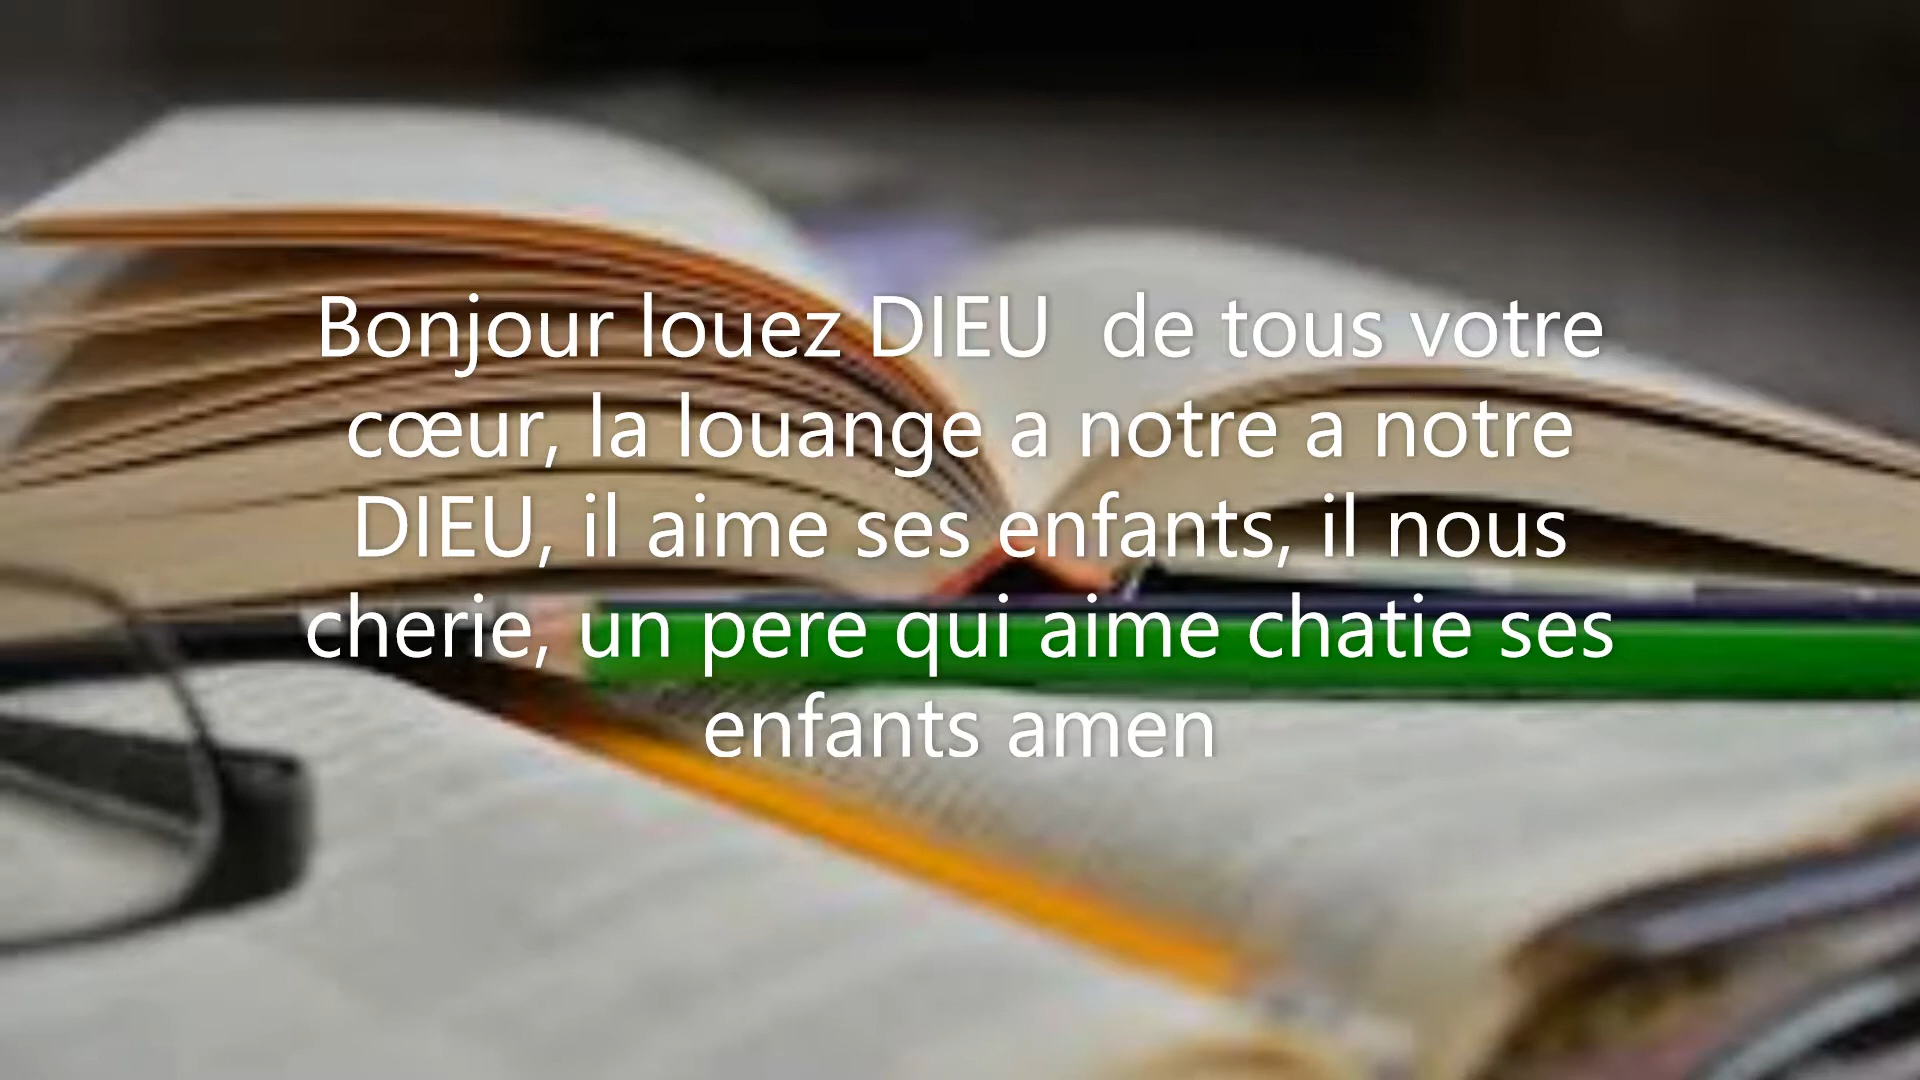 Bonjour louez DIEU  de tous votre
cœur, la louange a notre a notre
DIEU, il aime ses enfants, il nous
cherie, un pere qui aime chatie ses
enfants amen